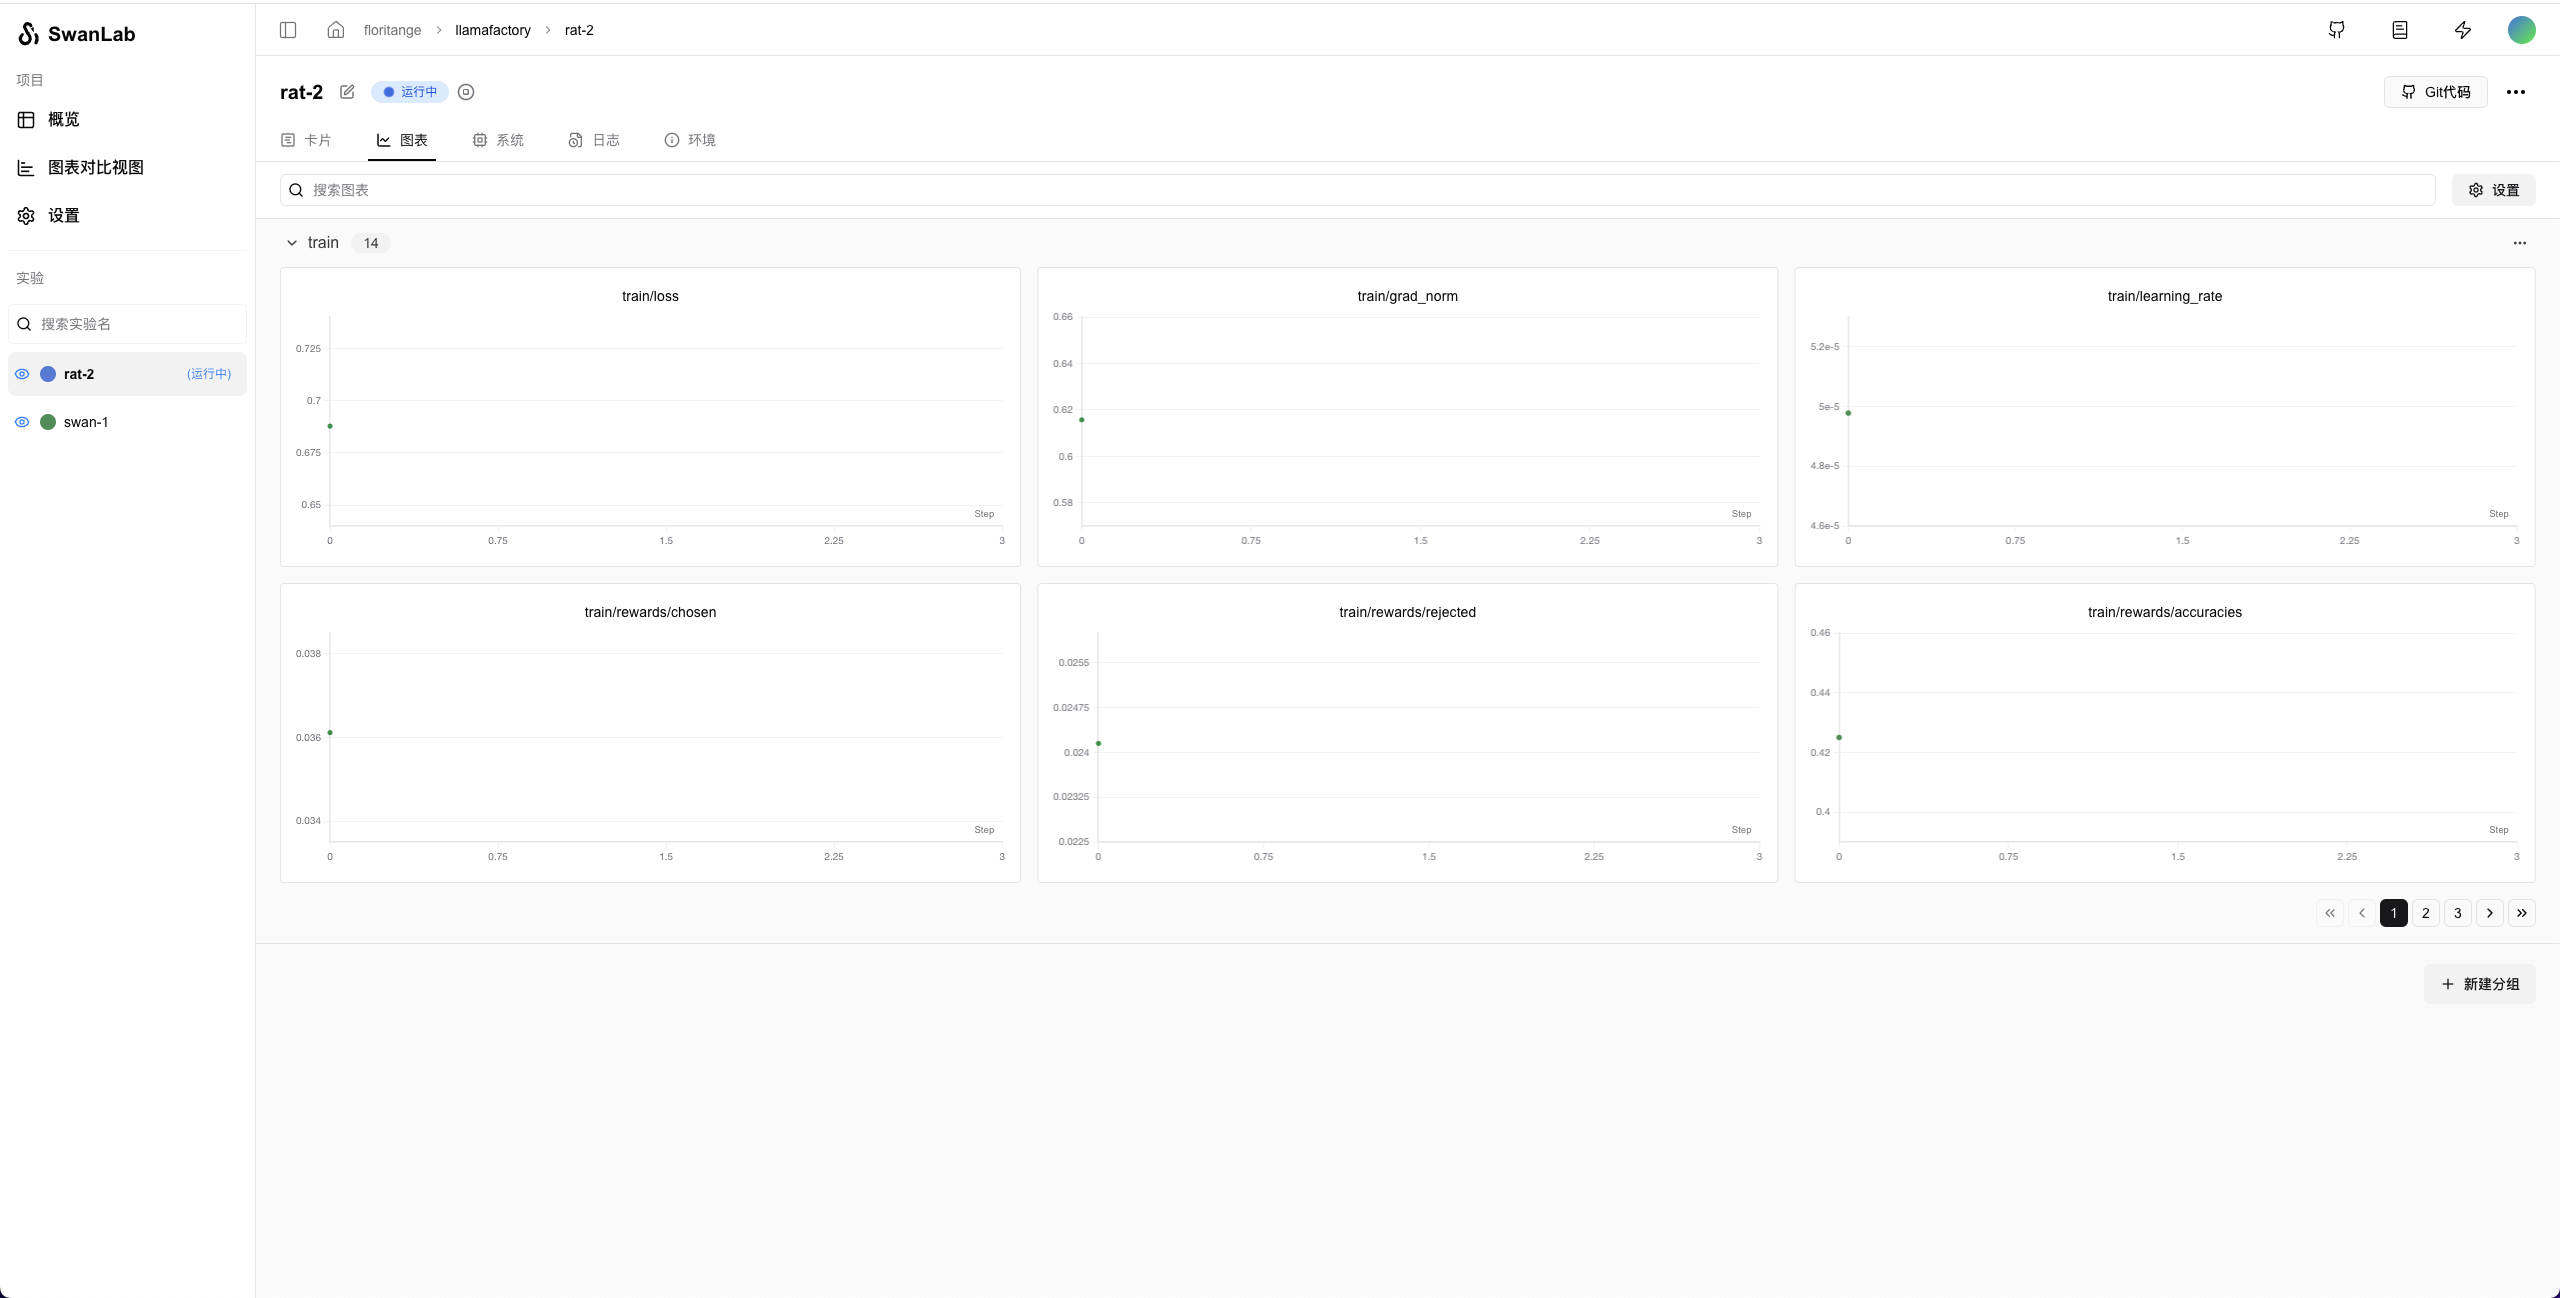 SwanLab
项目
概览
图表对比视图
设置
实验
搜索实验名
rat-2 (运行中)
swan-1
floritange > llamafactory > rat-2
rat-2 运行中
Git代码
卡片 图表 系统 日志 环境
搜索图表
设置
train 14
train/loss
0.725
0.7
0.675
0.65
Step
0 0.75 1.5 2.25 3
train/grad_norm
0.66
0.64
0.62
0.6
0.58
Step
0 0.75 1.5 2.25 3
train/learning_rate
5.2e-5
5e-5
4.8e-5
4.6e-5
Step
0 0.75 1.5 2.25 3
train/rewards/chosen
0.038
0.036
0.034
Step
0 0.75 1.5 2.25 3
train/rewards/rejected
0.0255
0.02475
0.024
0.02325
0.0225
Step
0 0.75 1.5 2.25 3
train/rewards/accuracies
0.46
0.44
0.42
0.4
Step
0 0.75 1.5 2.25 3
1 2 3
新建分组